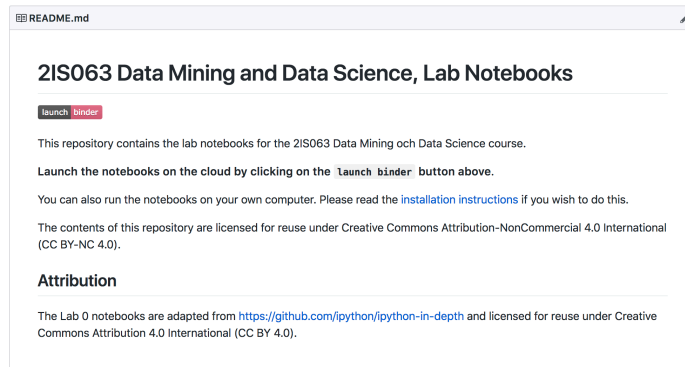 README.md
2IS063 Data Mining and Data Science, Lab Notebooks
launch binder
This repository contains the lab notebooks for the 2IS063 Data Mining och Data Science course.
Launch the notebooks on the cloud by clicking on the launch binder button above.
You can also run the notebooks on your own computer. Please read the installation instructions if you wish to do this.
The contents of this repository are licensed for reuse under Creative Commons Attribution-NonCommercial 4.0 International
(CC BY-NC 4.0).
Attribution
The Lab 0 notebooks are adapted from https://github.com/ipython/ipython-in-depth and licensed for reuse under Creative
Commons Attribution 4.0 International (CC BY 4.0).